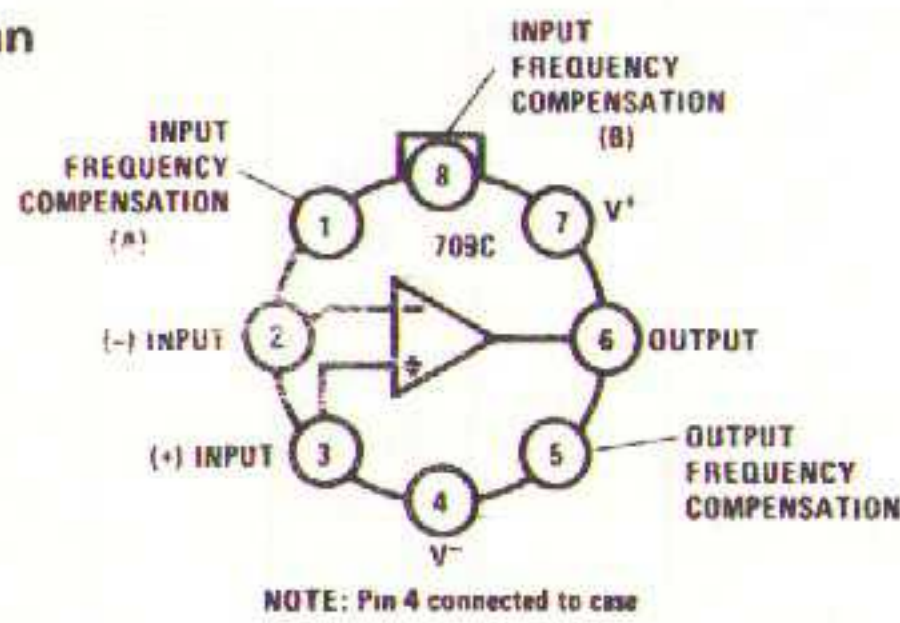 INPUT
FREQUENCY
COMPENSATION
(B)
INPUT
FREQUENCY
COMPENSATION
(A)
8
1
7
V+
709C
(-) INPUT
2
−
6
OUTPUT
+
(+) INPUT
3
5
OUTPUT
FREQUENCY
COMPENSATION
4
V−
NOTE: Pin 4 connected to case